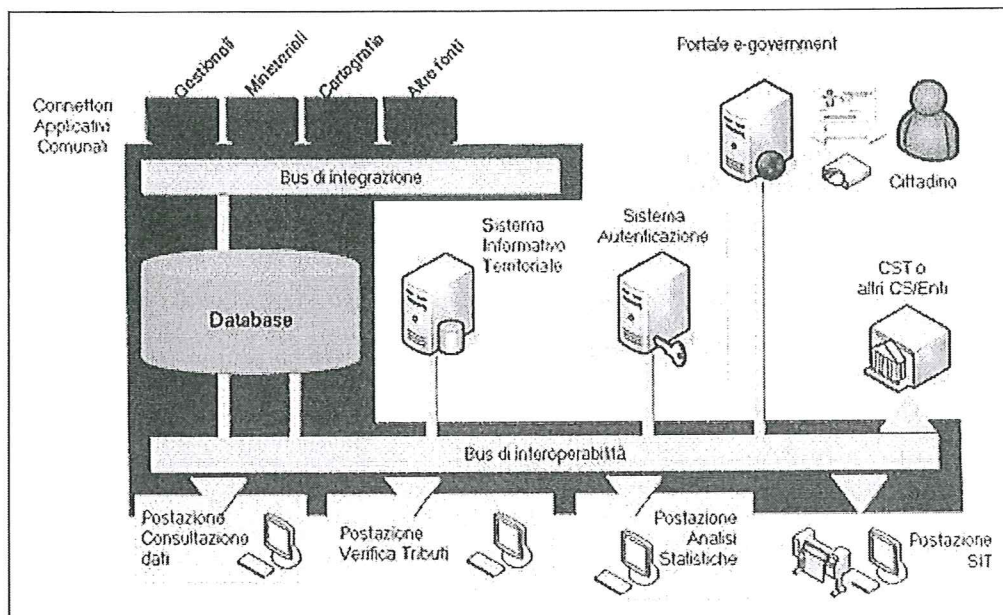 Gestionali
Ministeriali
Cartografia
Altre fonti
Portale e-government
Connettori
Applicativi
Comunali
Bus di integrazione
Cittadino
Sistema
Informativo
Territoriale
Sistema
Autenticazione
CST o
altri CS/Enti
Database
Bus di interoperabilità
Postazione
Consultazione
dati
Postazione
Verifica Tributi
Postazione
Analisi
Statistiche
Postazione
SIT